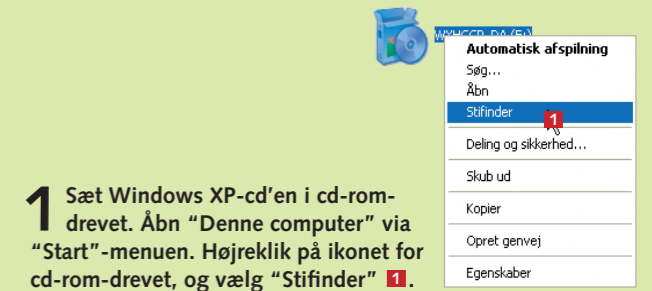 WXHCCP_DA (E:)
Automatisk afspilning
Søg...
Åbn
Stifinder
1
Deling og sikkerhed...
Skub ud
Kopier
Opret genvej
Egenskaber
1 Sæt Windows XP-cd'en i cd-rom-
drevet. Åbn “Denne computer” via
“Start”-menuen. Højreklik på ikonet for
cd-rom-drevet, og vælg “Stifinder” 1.